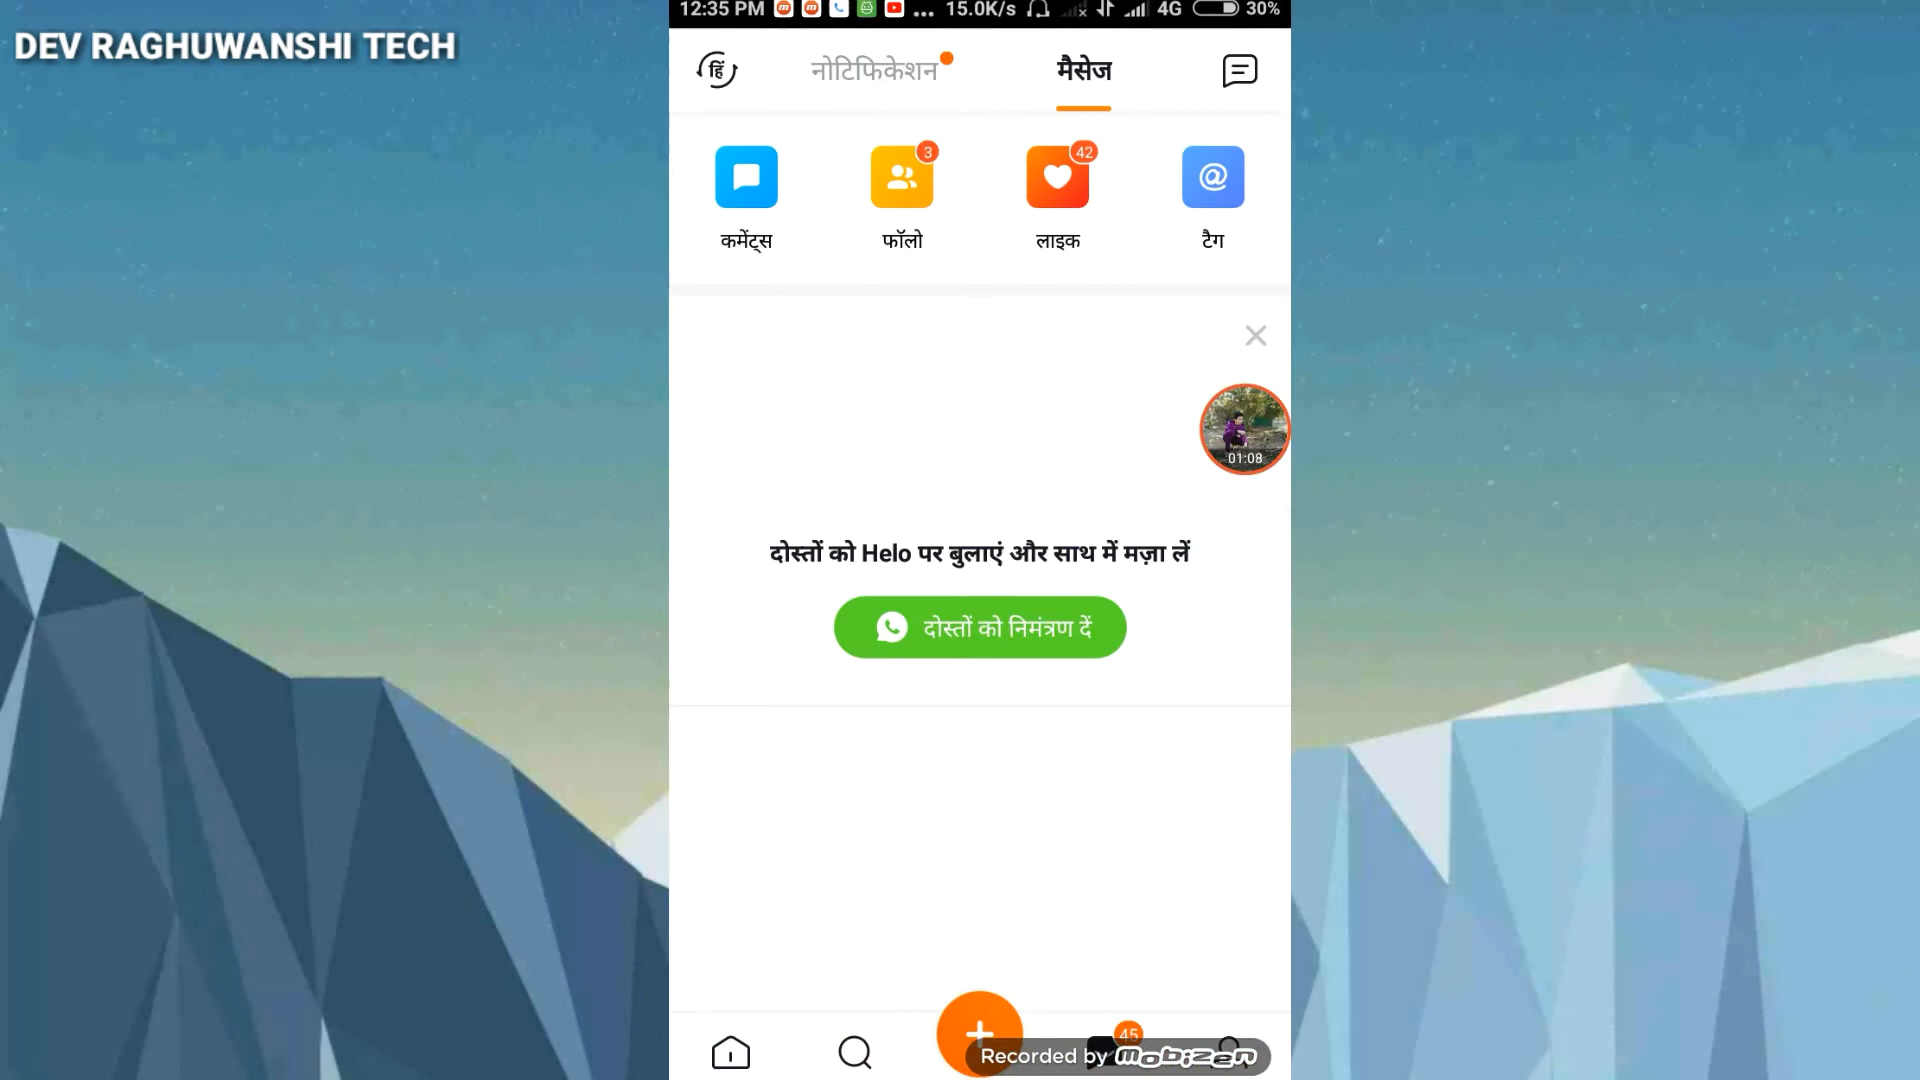 DEV RAGHUWANSHI TECH
12:35 PM ... 15.0K/s 4G 30%
हिं नोटिफिकेशन मैसेज
3 42
कमेंट्स फॉलो लाइक टैग
01:08
दोस्तों को Helo पर बुलाएं और साथ में मज़ा लें
दोस्तों को निमंत्रण दें
45
Recorded by mobizen